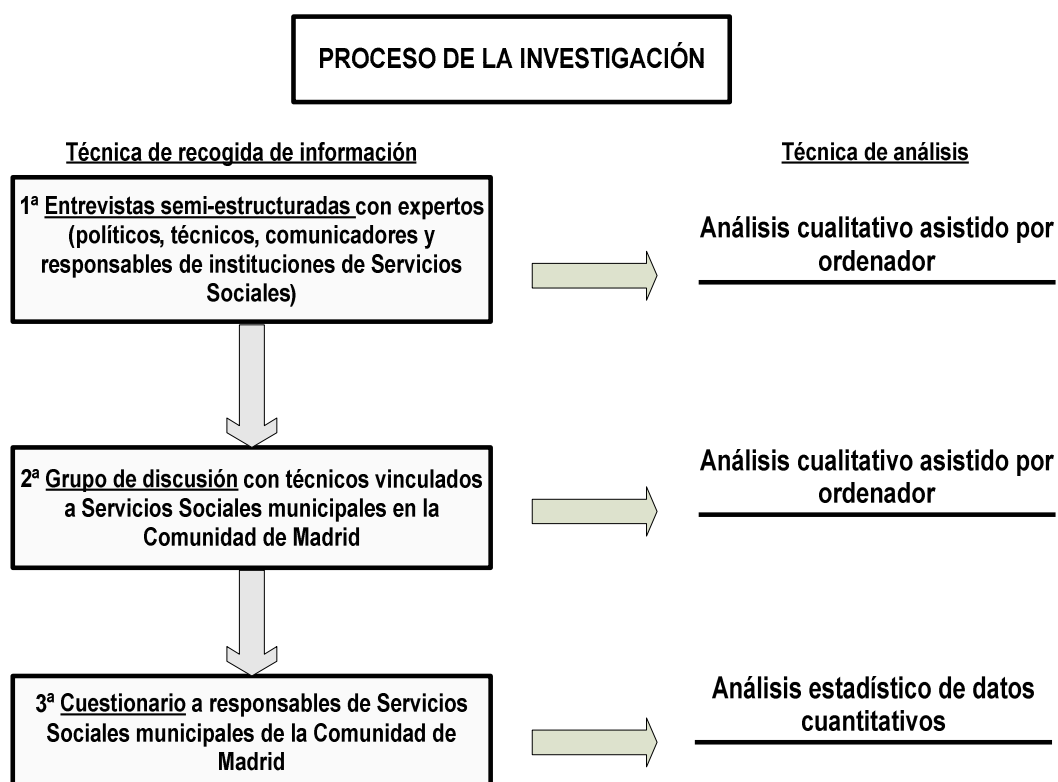 PROCESO DE LA INVESTIGACIÓN
Técnica de recogida de información
Técnica de análisis
1ª Entrevistas semi-estructuradas con expertos
(políticos, técnicos, comunicadores y
responsables de instituciones de Servicios
Sociales)
Análisis cualitativo asistido por
ordenador
2ª Grupo de discusión con técnicos vinculados
a Servicios Sociales municipales en la
Comunidad de Madrid
Análisis cualitativo asistido por
ordenador
3ª Cuestionario a responsables de Servicios
Sociales municipales de la Comunidad de
Madrid
Análisis estadístico de datos
cuantitativos